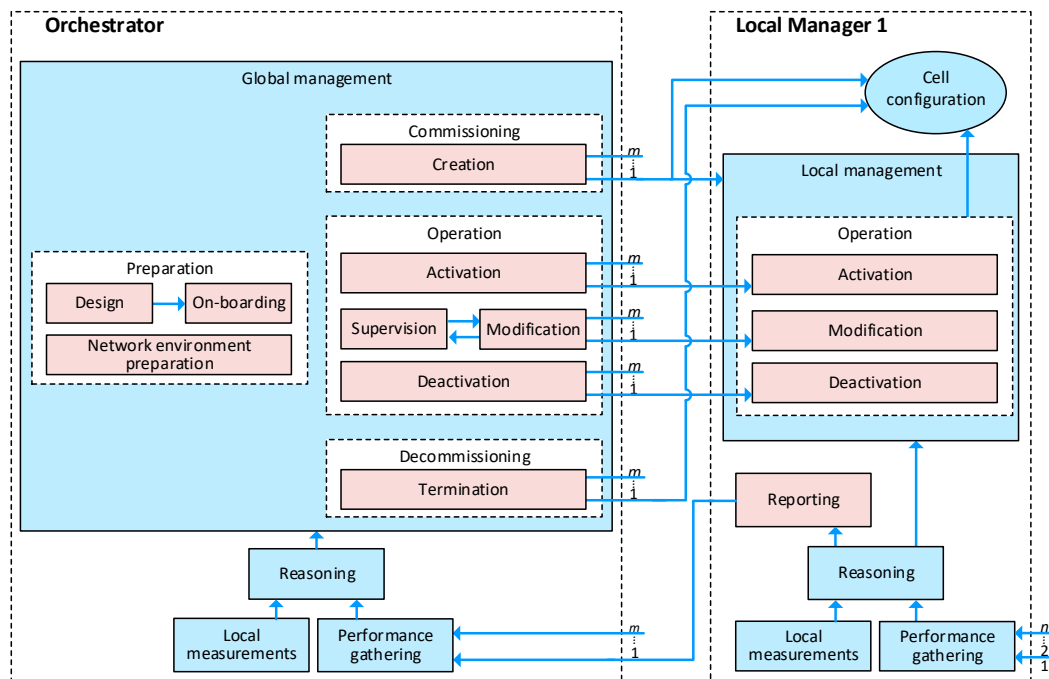 Orchestrator
Global management
Commissioning
Creation
m
1
Operation
Activation
m
1
Preparation
Design
On-boarding
Network environment
preparation
Supervision
Modification
m
1
Deactivation
m
1
Decommissioning
Termination
m
1
Reasoning
Local
measurements
Performance
gathering
m
1
Local Manager 1
Cell
configuration
Local management
Operation
Activation
Modification
Deactivation
Reporting
Reasoning
Local
measurements
Performance
gathering
n
2
1